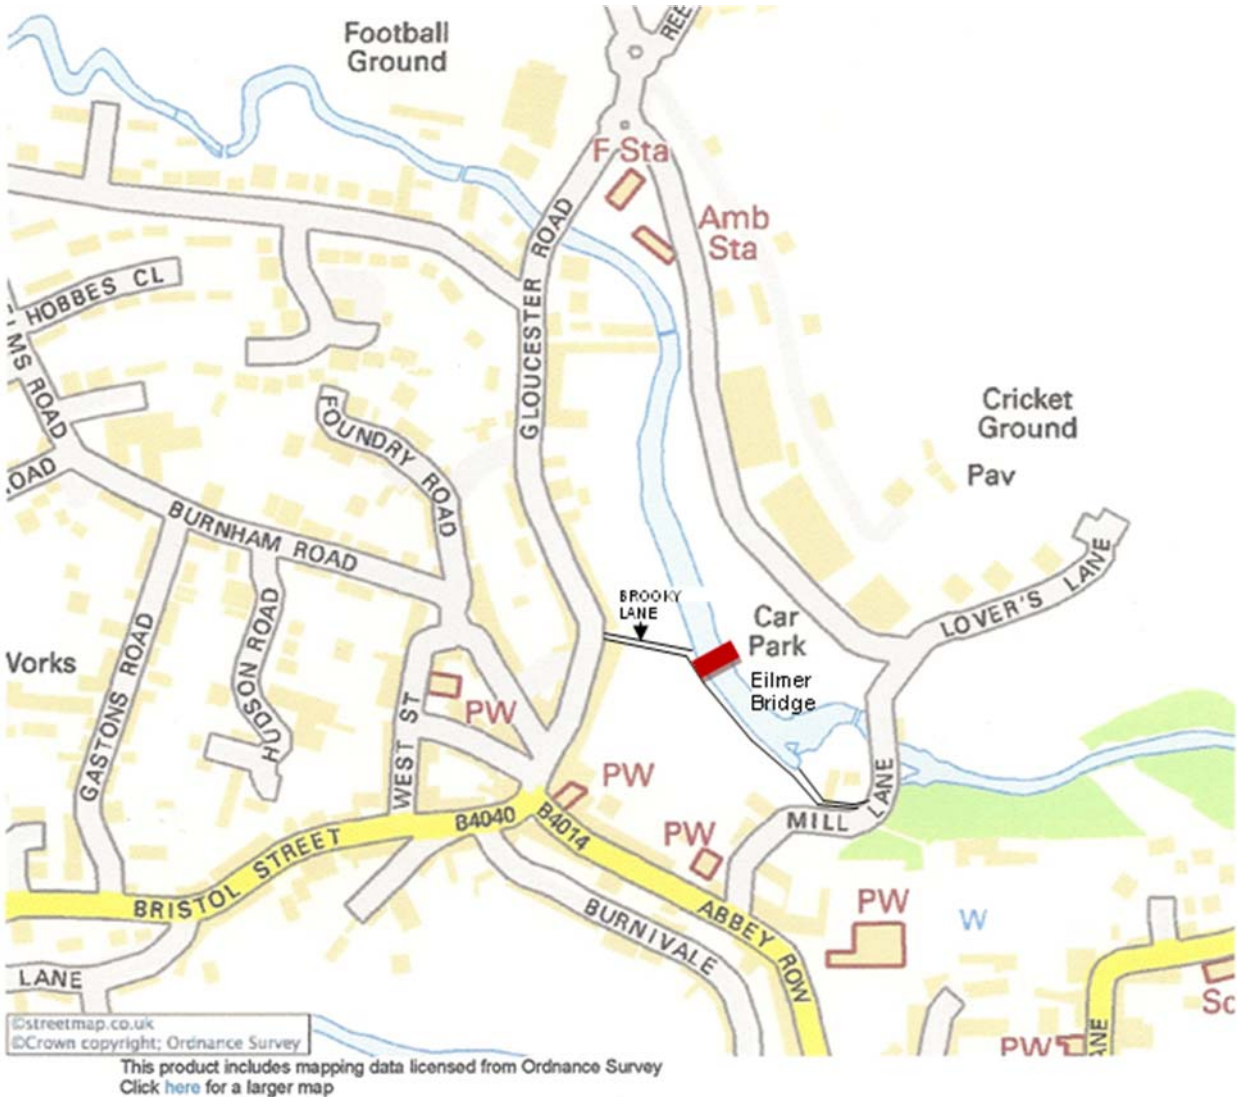 Football
Ground
REE
F Sta
Amb
Sta
GLOUCESTER ROAD
HOBBES CL
LMS ROAD
OAD
FOUNDRY ROAD
BURNHAM ROAD
Cricket
Ground
Pav
LOVER'S LANE
BROOKY
LANE
Car
Park
Eilmer
Bridge
Vorks
GASTONS ROAD
HUDSON ROAD
WEST ST
PW
PW
PW
MILL LANE
B4040
B4014
BRISTOL STREET
BURNIVALE
ABBEY ROW
PW
W
LANE
Sc
PW
ANE
©streetmap.co.uk
©Crown copyright; Ordnance Survey
This product includes mapping data licensed from Ordnance Survey
Click here for a larger map